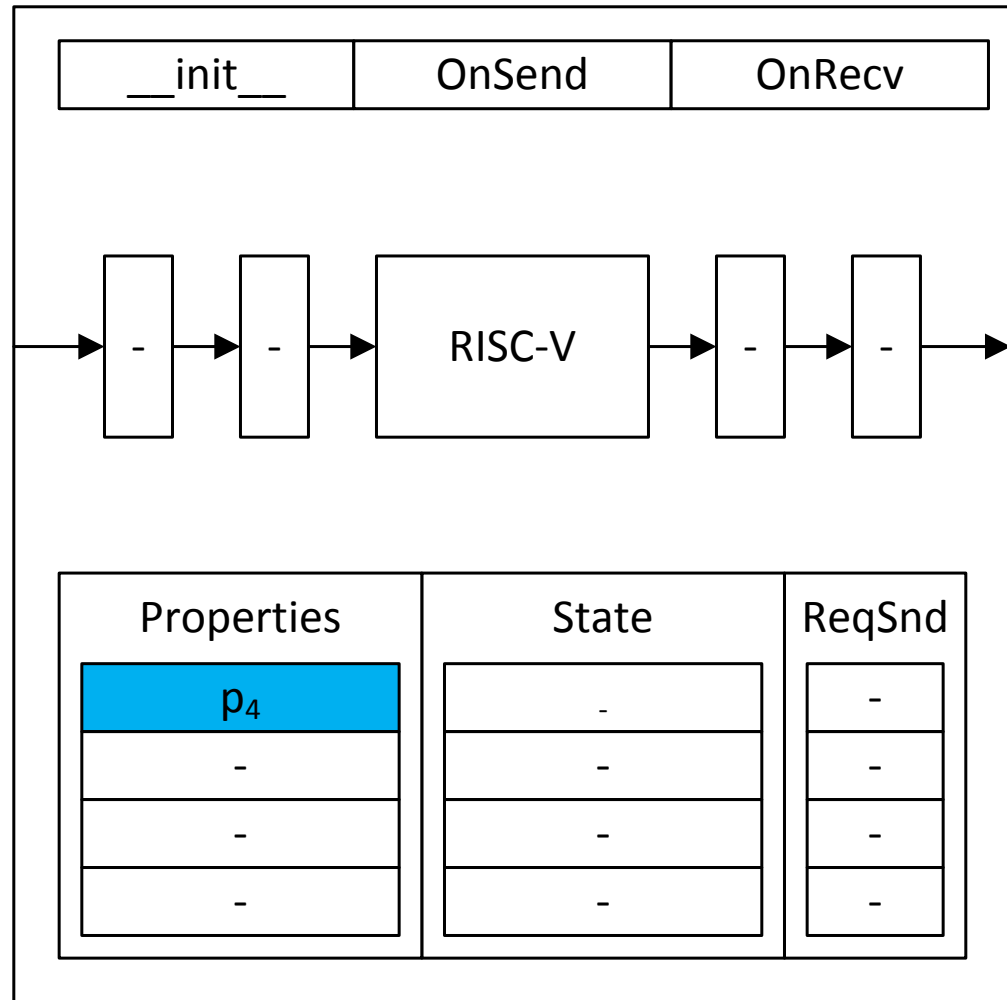 __init__ OnSend OnRecv
- - RISC-V - -
Properties State ReqSnd
p₄ - -
- - -
- - -
- - -